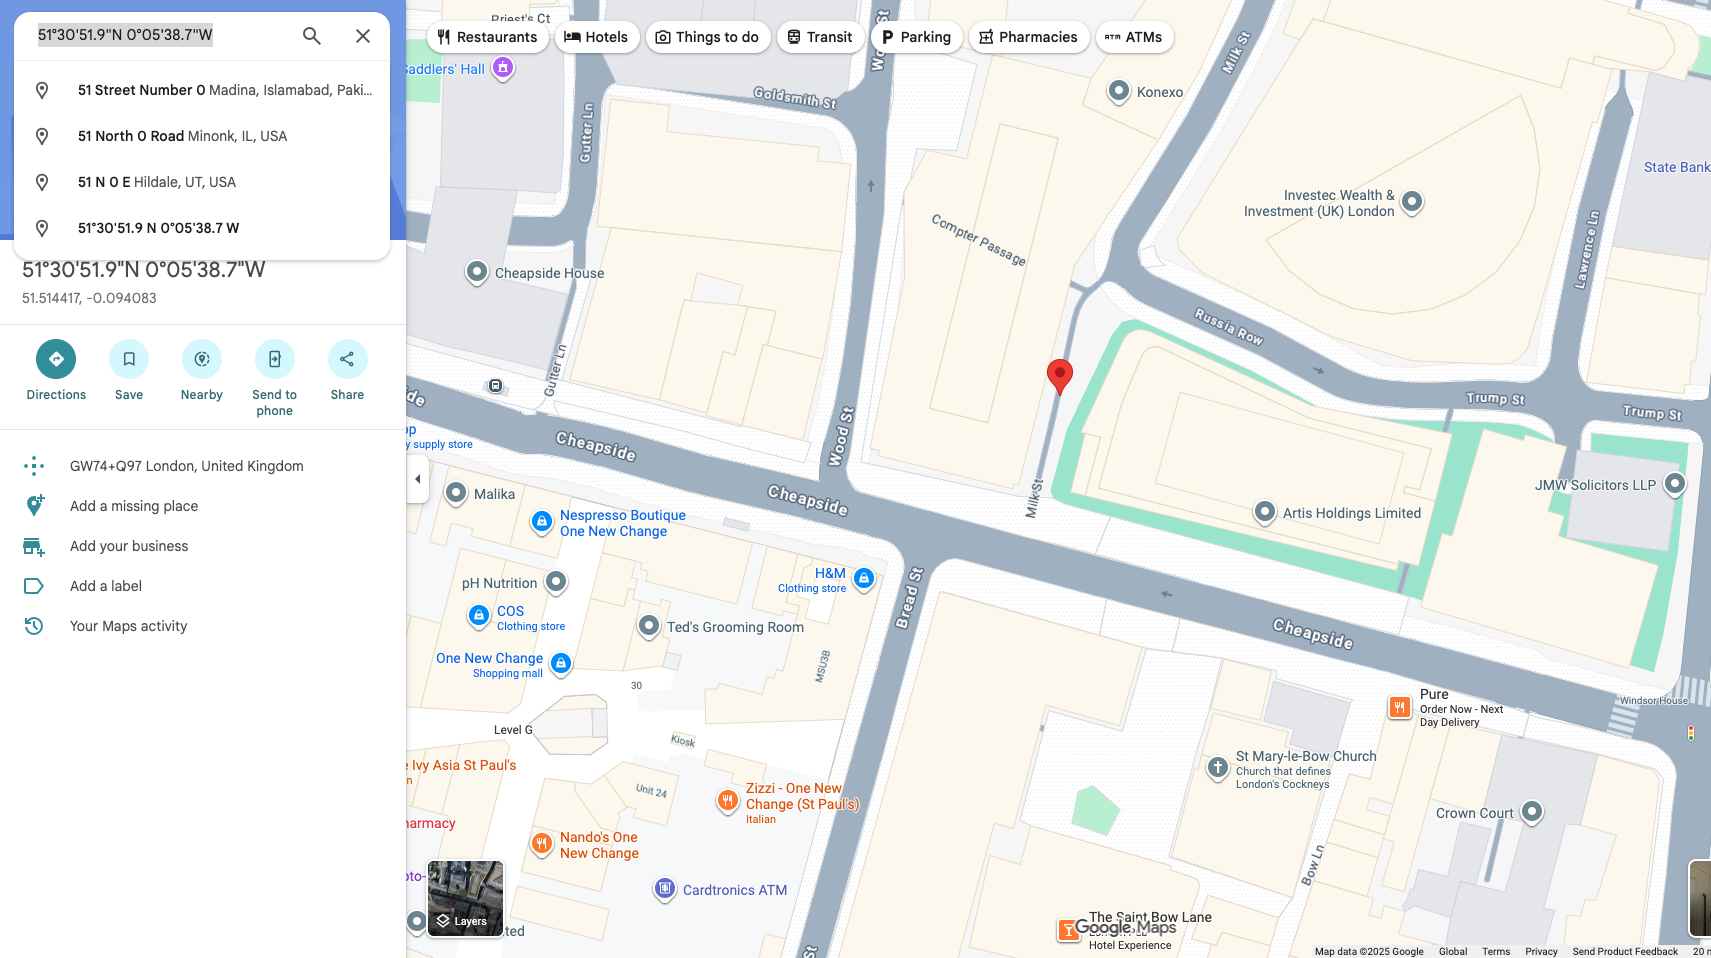 51°30'51.9"N 0°05'38.7"W
51 Street Number 0 Madina, Islamabad, Paki...
51 North 0 Road Minonk, IL, USA
51 N 0 E Hildale, UT, USA
51°30'51.9 N 0°05'38.7 W
51°30'51.9"N 0°05'38.7"W
51.514417, -0.094083
Directions
Save
Nearby
Send to
phone
Share
GW74+Q97 London, United Kingdom
Add a missing place
Add your business
Add a label
Your Maps activity
Restaurants
Hotels
Things to do
Transit
Parking
Pharmacies
ATM ATMs
Priest's Ct
Saddlers' Hall
Goldsmith St
Gutter Ln
Milk St
Konexo
State Bank
Investec Wealth &
Investment (UK) London
Compter Passage
Lawrence Ln
Cheapside House
Russia Row
Gutter Ln
Trump St
Trump St
Cheapside
Wood St
Cheapside
Milk St
Malika
y supply store
Nespresso Boutique
One New Change
JMW Solicitors LLP
Artis Holdings Limited
pH Nutrition
H&M
Clothing store
Bread St
COS
Clothing store
Ted's Grooming Room
Cheapside
One New Change
Shopping mall
MSU3B
30
Level G
Kiosk
Windsor House
Pure
Order Now - Next
Day Delivery
St Mary-le-Bow Church
Church that defines
London's Cockneys
Ivy Asia St Paul's
Unit 24
Zizzi - One New
Change (St Paul's)
Italian
Crown Court
Nando's One
New Change
Bow Ln
Cardtronics ATM
Layers
The Saint Bow Lane
Google Maps
Hotel Experience
Map data ©2025 Google
Global
Terms
Privacy
Send Product Feedback